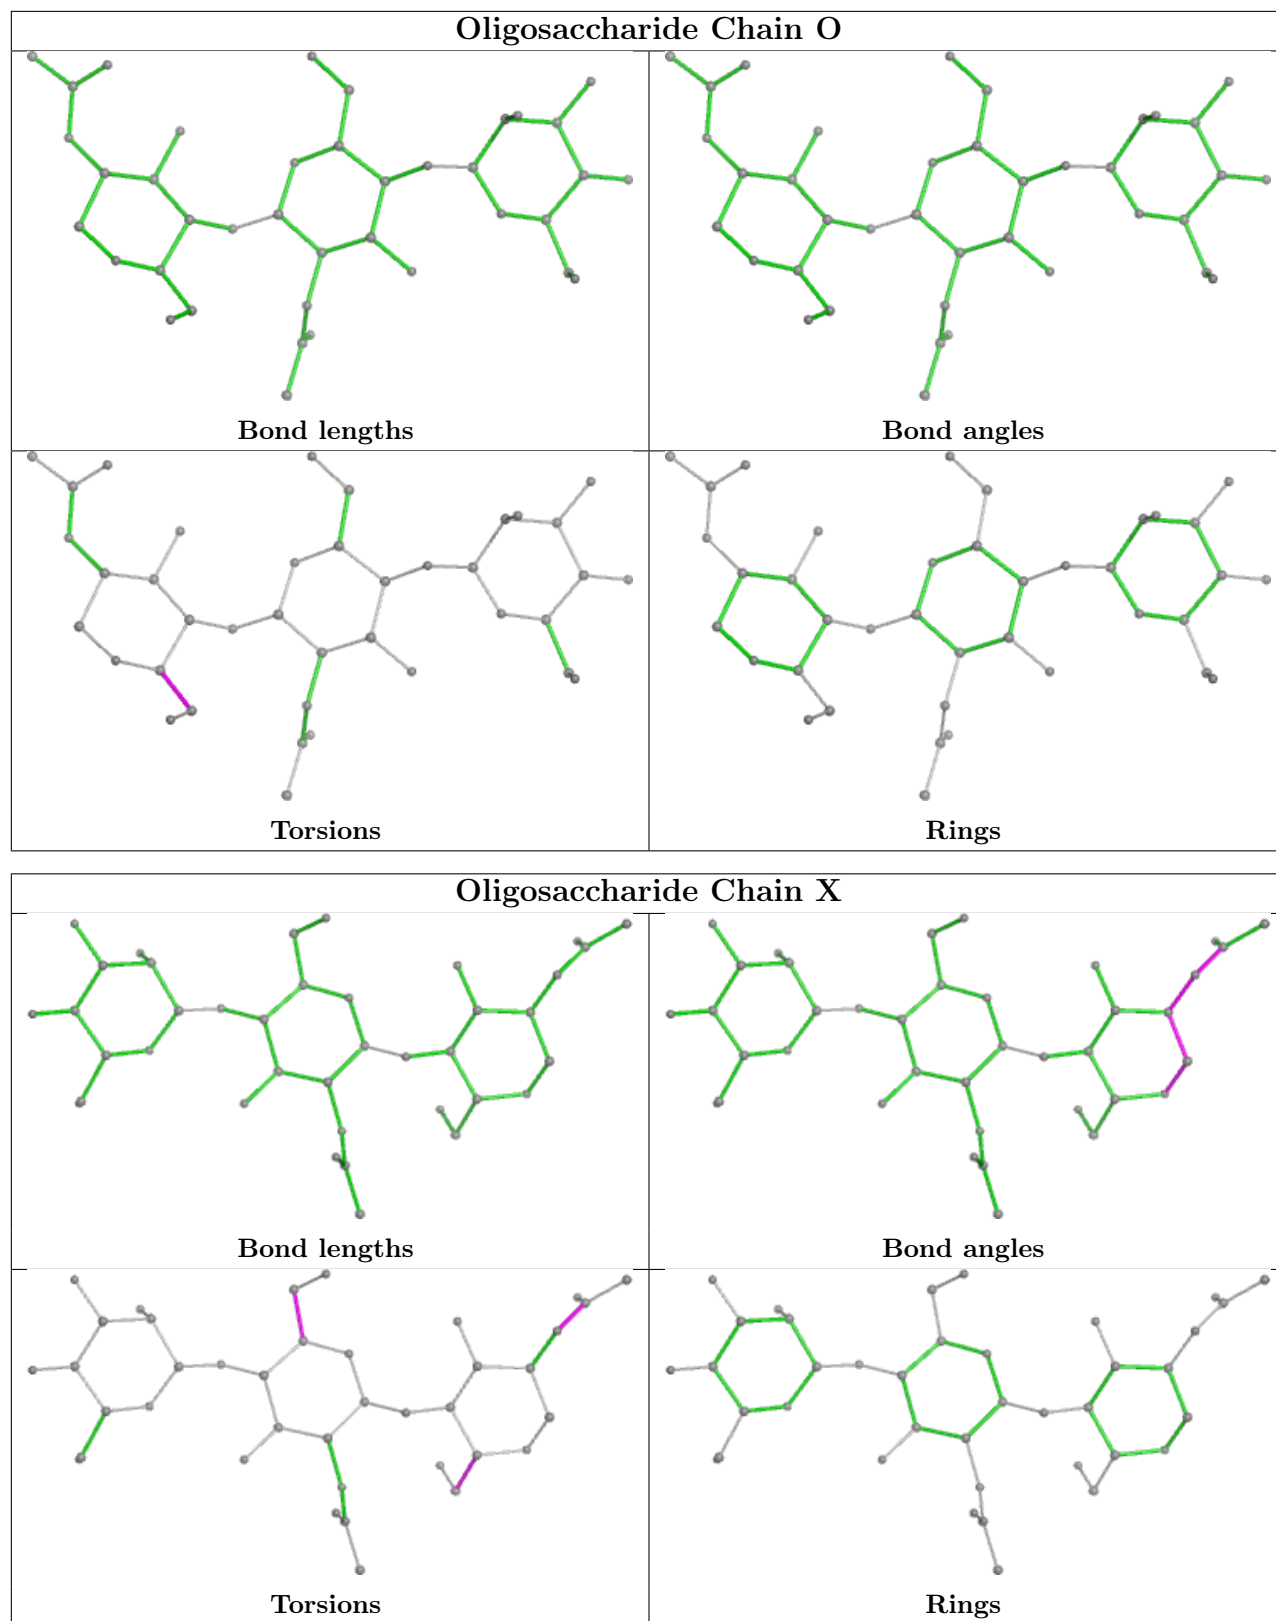 Oligosaccharide Chain O
Bond lengths
Bond angles
Torsions
Rings
Oligosaccharide Chain X
Bond lengths
Bond angles
Torsions
Rings